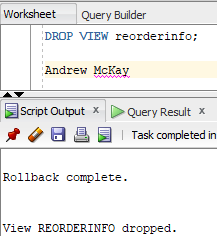 Worksheet Query Builder
DROP VIEW reorderinfo;
Andrew McKay
Script Output x Query Result x
Task completed in
Rollback complete.
View REORDERINFO dropped.